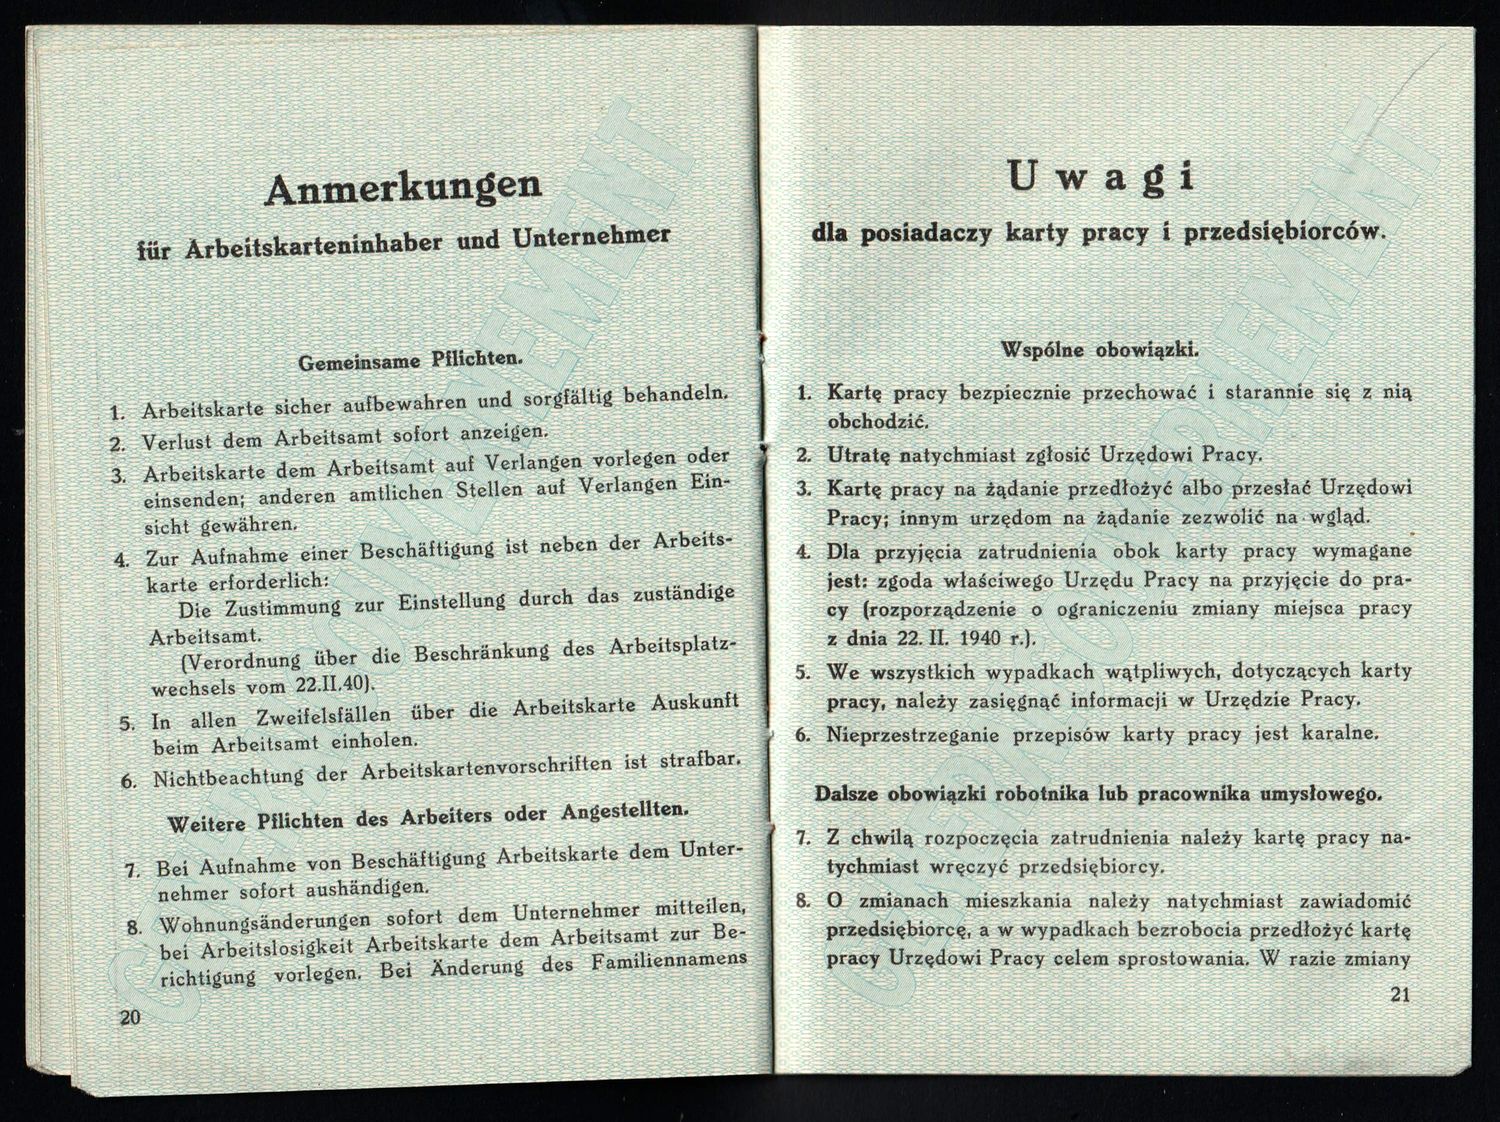 Anmerkungen
für Arbeitskarteninhaber und Unternehmer
Gemeinsame Pflichten.
1. Arbeitskarte sicher aufbewahren und sorgfältig behandeln.
2. Verlust dem Arbeitsamt sofort anzeigen.
3. Arbeitskarte dem Arbeitsamt auf Verlangen vorlegen oder
einsenden; anderen amtlichen Stellen auf Verlangen Ein-
sicht gewähren.
4. Zur Aufnahme einer Beschäftigung ist neben der Arbeits-
karte erforderlich:
Die Zustimmung zur Einstellung durch das zuständige
Arbeitsamt.
(Verordnung über die Beschränkung des Arbeitsplatz-
wechsels vom 22.II.40).
5. In allen Zweifelsfällen über die Arbeitskarte Auskunft
beim Arbeitsamt einholen.
6. Nichtbeachtung der Arbeitskartenvorschriften ist strafbar.
Weitere Pflichten des Arbeiters oder Angestellten.
7. Bei Aufnahme von Beschäftigung Arbeitskarte dem Unter-
nehmer sofort aushändigen.
8. Wohnungsänderungen sofort dem Unternehmer mitteilen,
bei Arbeitslosigkeit Arbeitskarte dem Arbeitsamt zur Be-
richtigung vorlegen. Bei Änderung des Familiennamens
20
Uwagi
dla posiadaczy karty pracy i przedsiębiorców.
Wspólne obowiązki.
1. Kartę pracy bezpiecznie przechować i starannie się z nią
obchodzić.
2. Utratę natychmiast zgłosić Urzędowi Pracy.
3. Kartę pracy na żądanie przedłożyć albo przesłać Urzędowi
Pracy; innym urzędom na żądanie zezwolić na wgląd.
4. Dla przyjęcia zatrudnienia obok karty pracy wymagane
jest: zgoda właściwego Urzędu Pracy na przyjęcie do pra-
cy (rozporządzenie o ograniczeniu zmiany miejsca pracy
z dnia 22. II. 1940 r.).
5. We wszystkich wypadkach wątpliwych, dotyczących karty
pracy, należy zasięgnąć informacji w Urzędzie Pracy.
6. Nieprzestrzeganie przepisów karty pracy jest karalne.
Dalsze obowiązki robotnika lub pracownika umysłowego.
7. Z chwilą rozpoczęcia zatrudnienia należy kartę pracy na-
tychmiast wręczyć przedsiębiorcy.
8. O zmianach mieszkania należy natychmiast zawiadomić
przedsiębiorcę, a w wypadkach bezrobocia przedłożyć kartę
pracy Urzędowi Pracy celem sprostowania. W razie zmiany
21